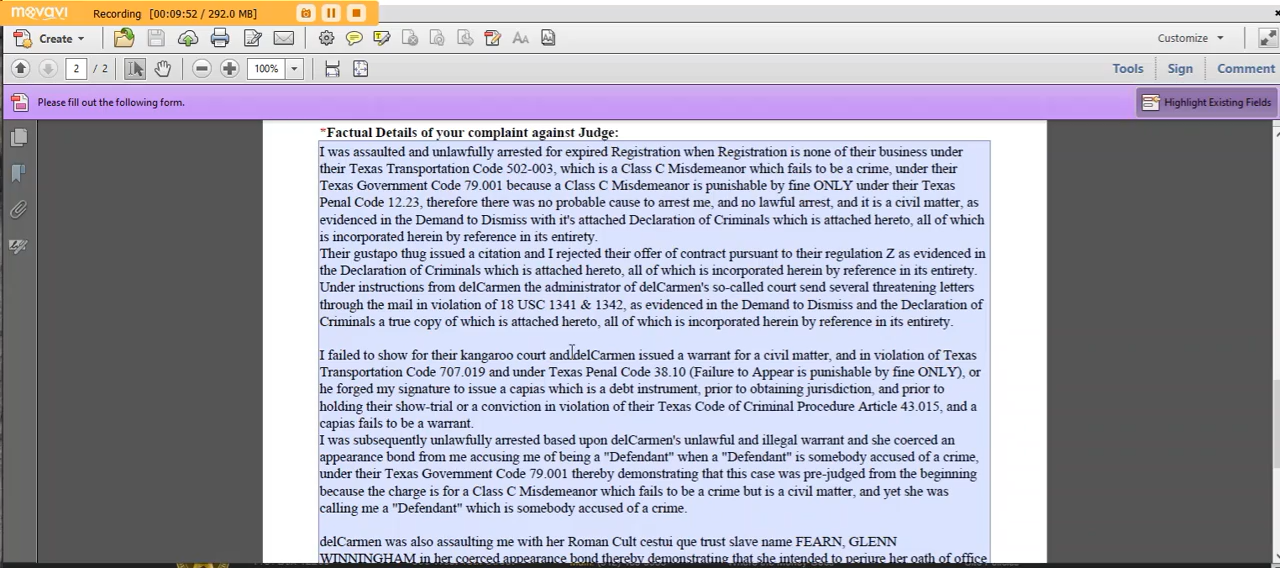 movavi Recording [00:09:52 / 292.0 MB]
Create
Customize
2 / 2
100%
Tools Sign Comment
Please fill out the following form.
Highlight Existing Fields
*Factual Details of your complaint against Judge:
I was assaulted and unlawfully arrested for expired Registration when Registration is none of their business under
their Texas Transportation Code 502-003, which is a Class C Misdemeanor which fails to be a crime, under their
Texas Government Code 79.001 because a Class C Misdemeanor is punishable by fine ONLY under their Texas
Penal Code 12.23, therefore there was no probable cause to arrest me, and no lawful arrest, and it is a civil matter, as
evidenced in the Demand to Dismiss with it's attached Declaration of Criminals which is attached hereto, all of which
is incorporated herein by reference in its entirety.
Their gustapo thug issued a citation and I rejected their offer of contract pursuant to their regulation Z as evidenced in
the Declaration of Criminals which is attached hereto, all of which is incorporated herein by reference in its entirety.
Under instructions from delCarmen the administrator of delCarmen's so-called court send several threatening letters
through the mail in violation of 18 USC 1341 & 1342, as evidenced in the Demand to Dismiss and the Declaration of
Criminals a true copy of which is attached hereto, all of which is incorporated herein by reference in its entirety.
I failed to show for their kangaroo court and delCarmen issued a warrant for a civil matter, and in violation of Texas
Transportation Code 707.019 and under Texas Penal Code 38.10 (Failure to Appear is punishable by fine ONLY), or
he forged my signature to issue a capias which is a debt instrument, prior to obtaining jurisdiction, and prior to
holding their show-trial or a conviction in violation of their Texas Code of Criminal Procedure Article 43.015, and a
capias fails to be a warrant.
I was subsequently unlawfully arrested based upon delCarmen's unlawful and illegal warrant and she coerced an
appearance bond from me accusing me of being a "Defendant" when a "Defendant" is somebody accused of a crime,
under their Texas Government Code 79.001 thereby demonstrating that this case was pre-judged from the beginning
because the charge is for a Class C Misdemeanor which fails to be a crime but is a civil matter, and yet she was
calling me a "Defendant" which is somebody accused of a crime.
delCarmen was also assaulting me with her Roman Cult cestui que trust slave name FEARN, GLENN
WINNINGHAM in her coerced appearance bond thereby demonstrating that she intended to perjure her oath of office